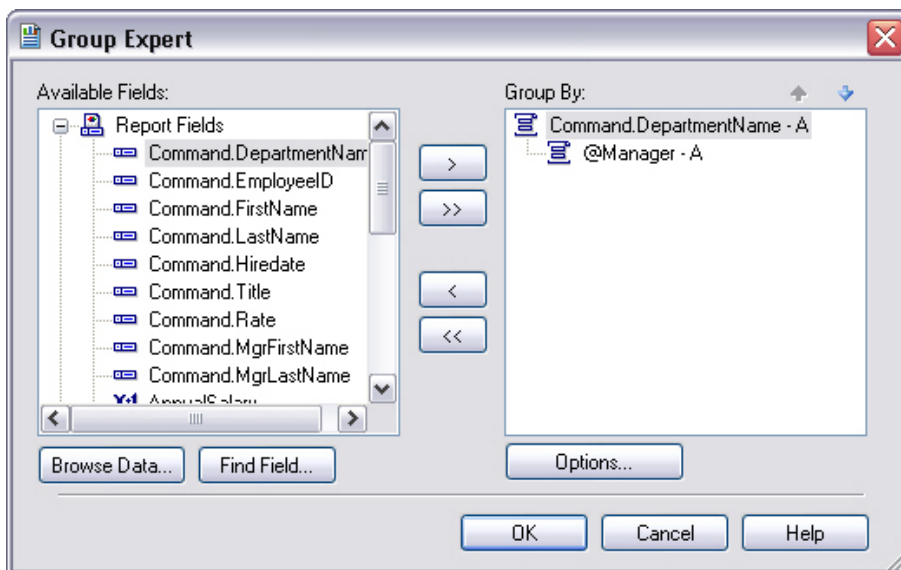 Group Expert
Available Fields:
Report Fields
Command.DepartmentNam
Command.EmployeeID
Command.FirstName
Command.LastName
Command.Hiredate
Command.Title
Command.Rate
Command.MgrFirstName
Command.MgrLastName
AnnualSalary
>
>>
<
<<
Group By:
Command.DepartmentName - A
@Manager - A
Browse Data...
Find Field...
Options...
OK
Cancel
Help